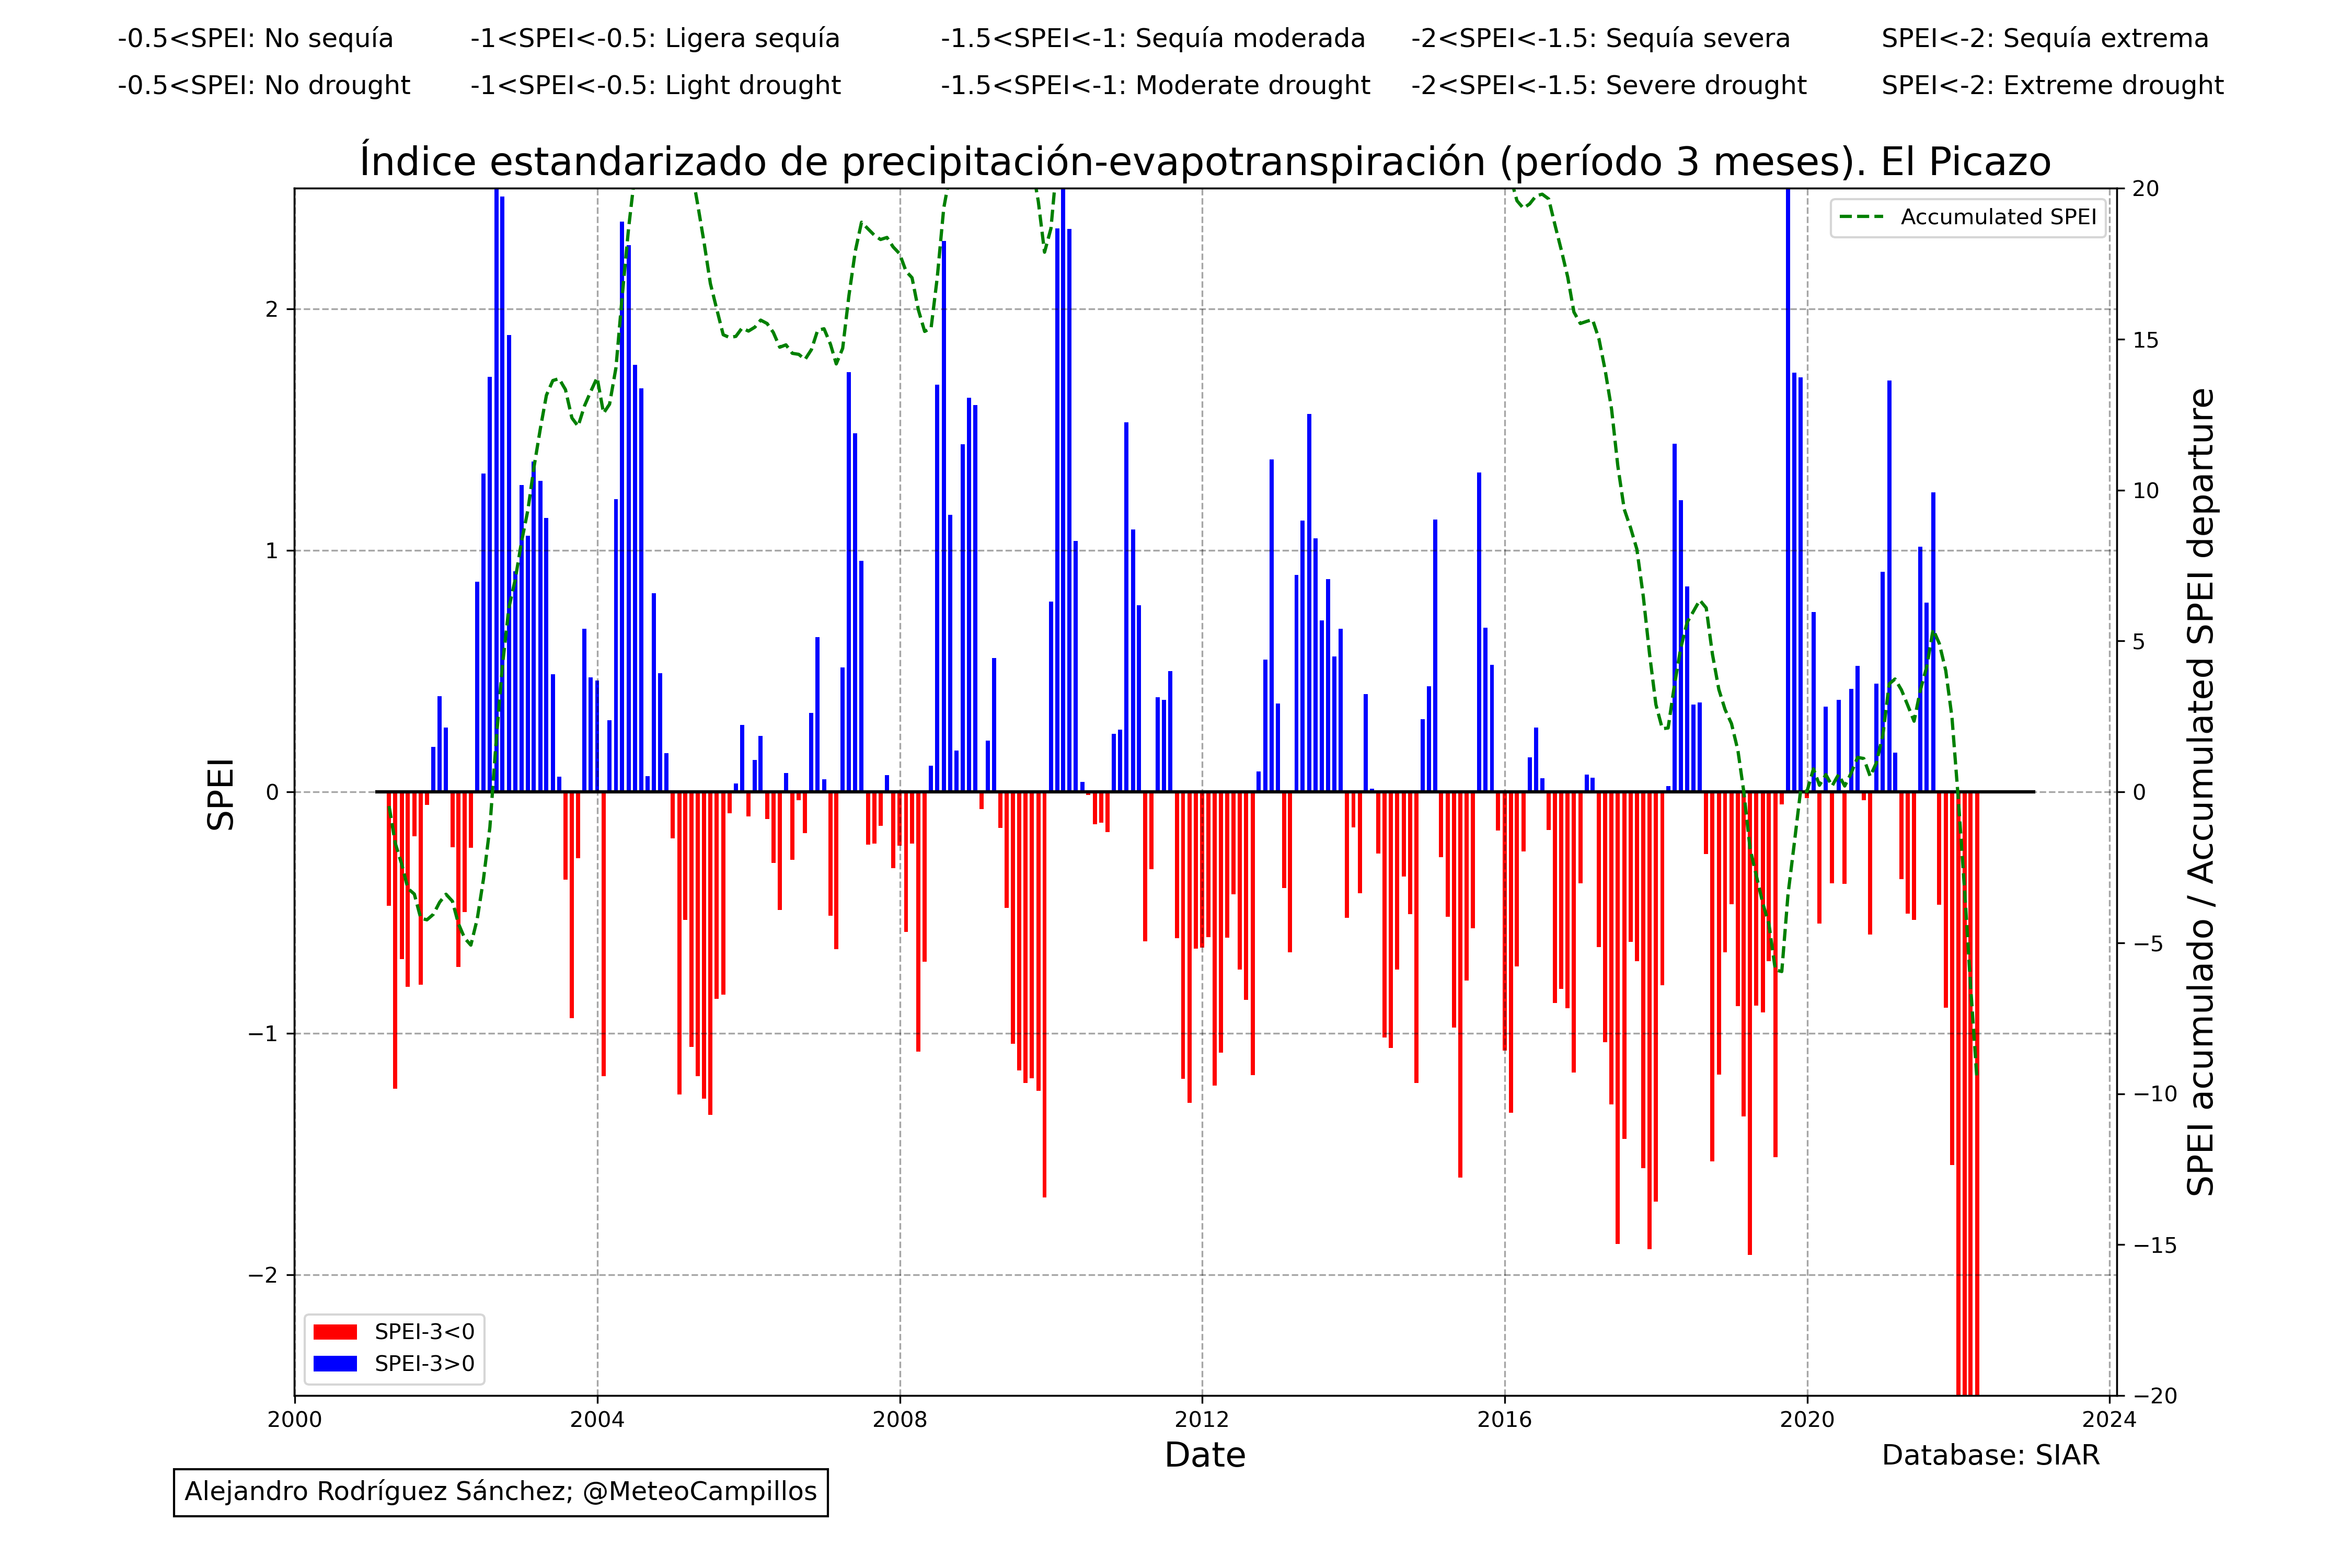 -0.5<SPEI: No sequía -1<SPEI<-0.5: Ligera sequía -1.5<SPEI<-1: Sequía moderada -2<SPEI<-1.5: Sequía severa SPEI<-2: Sequía extrema
-0.5<SPEI: No drought -1<SPEI<-0.5: Light drought -1.5<SPEI<-1: Moderate drought -2<SPEI<-1.5: Severe drought SPEI<-2: Extreme drought
Índice estandarizado de precipitación-evapotranspiración (período 3 meses). El Picazo
Accumulated SPEI
SPEI
2
1
0
−1
−2
20
15
10
5
0
−5
−10
−15
−20
SPEI acumulado / Accumulated SPEI departure
SPEI-3<0
SPEI-3>0
2000 2004 2008 2012 2016 2020 2024
Date
Database: SIAR
Alejandro Rodríguez Sánchez; @MeteoCampillos